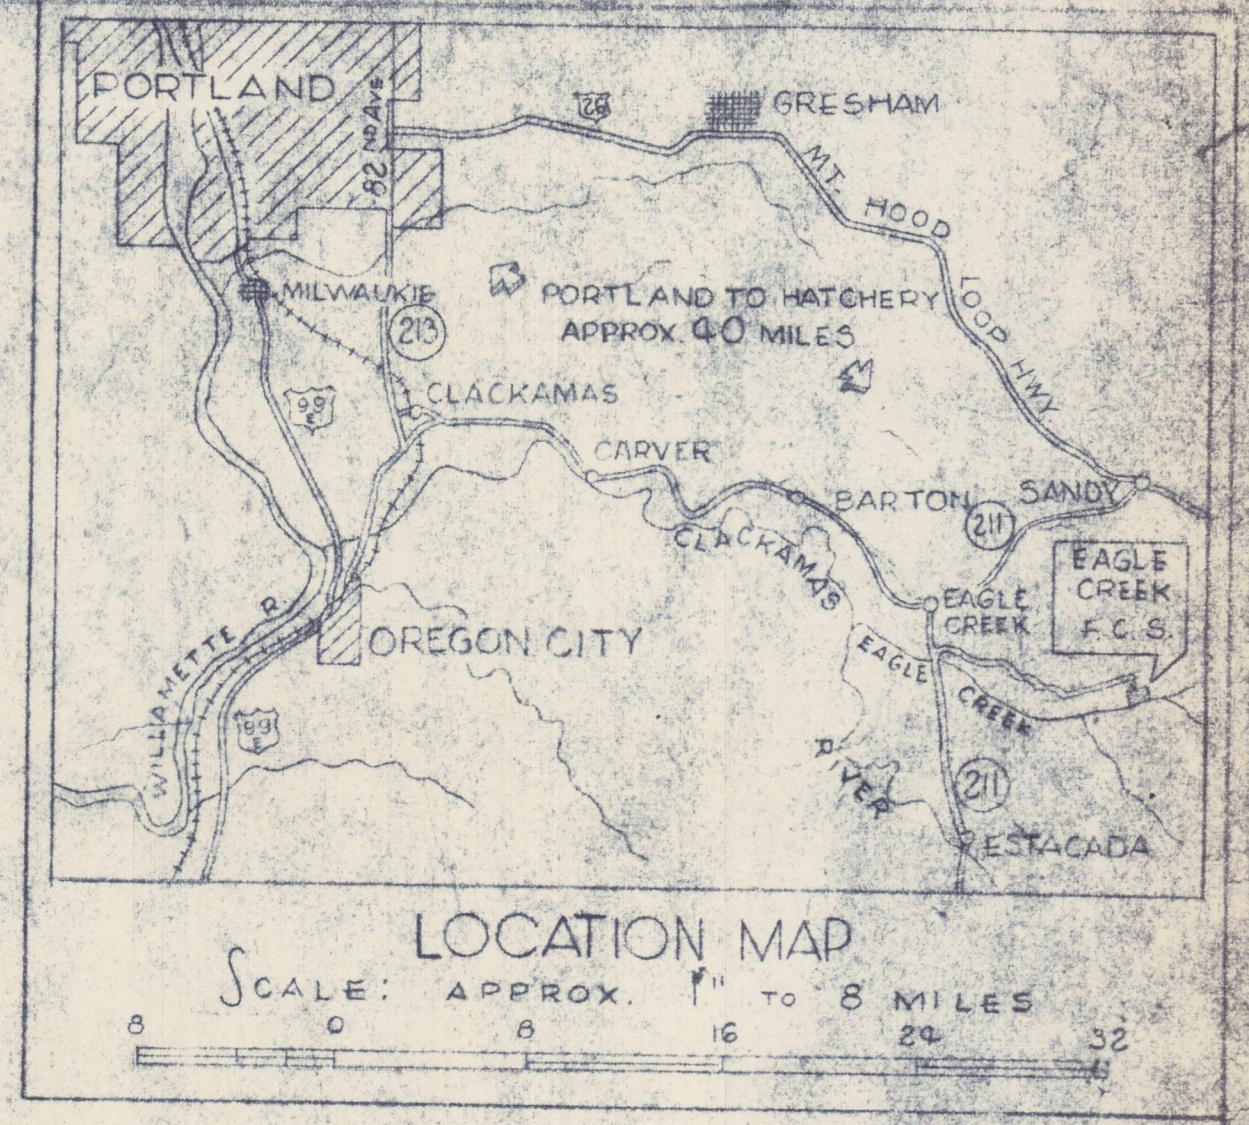 PORTLAND
82ND AVE
26
GRESHAM
MT. HOOD LOOP HWY
MILWAUKIE
213
PORTLAND TO HATCHERY
APPROX. 40 MILES
99
E
CLACKAMAS
CARVER
BARTON
SANDY
211
CLACKAMAS
EAGLE
CREEK
F.C.S.
EAGLE
CREEK
OREGON CITY
WILLAMETTE R
EAGLE CREEK
99
E
RIVER
211
ESTACADA
LOCATION MAP
SCALE: APPROX. 1" TO 8 MILES
8 0 8 16 24 32